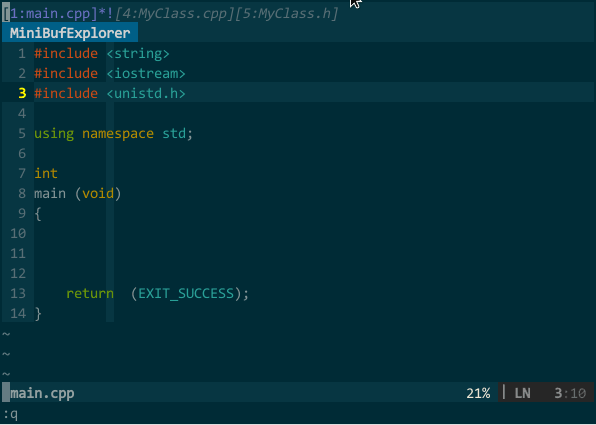 [1:main.cpp]*![4:MyClass.cpp][5:MyClass.h]
MiniBufExplorer
1 #include <string>
2 #include <iostream>
3 #include <unistd.h>
4
5 using namespace std;
6
7 int
8 main (void)
9 {
10
11
12
13     return  (EXIT_SUCCESS);
14 }
~
~
~
main.cpp 21% | LN 3:10
:q